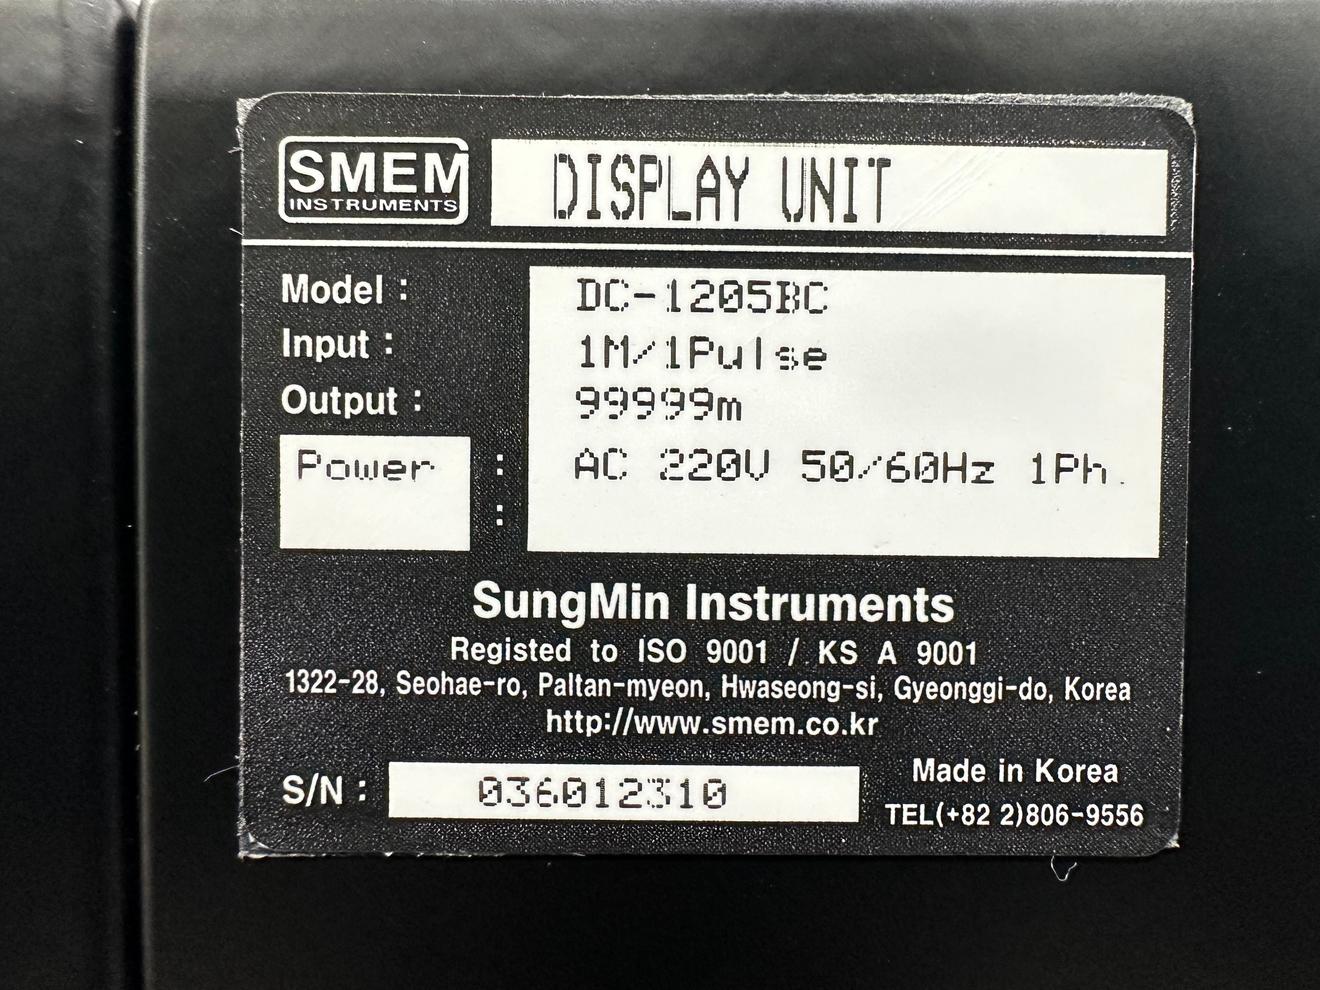 SMEM
INSTRUMENTS
DISPLAY UNIT
Model : DC-1205BC
Input : 1M/1Pulse
Output : 99999m
Power : AC 220V 50/60Hz 1Ph.
:
SungMin Instruments
Registed to ISO 9001 / KS A 9001
1322-28, Seohae-ro, Paltan-myeon, Hwaseong-si, Gyeonggi-do, Korea
http://www.smem.co.kr
S/N : 036012310
Made in Korea
TEL(+82 2)806-9556